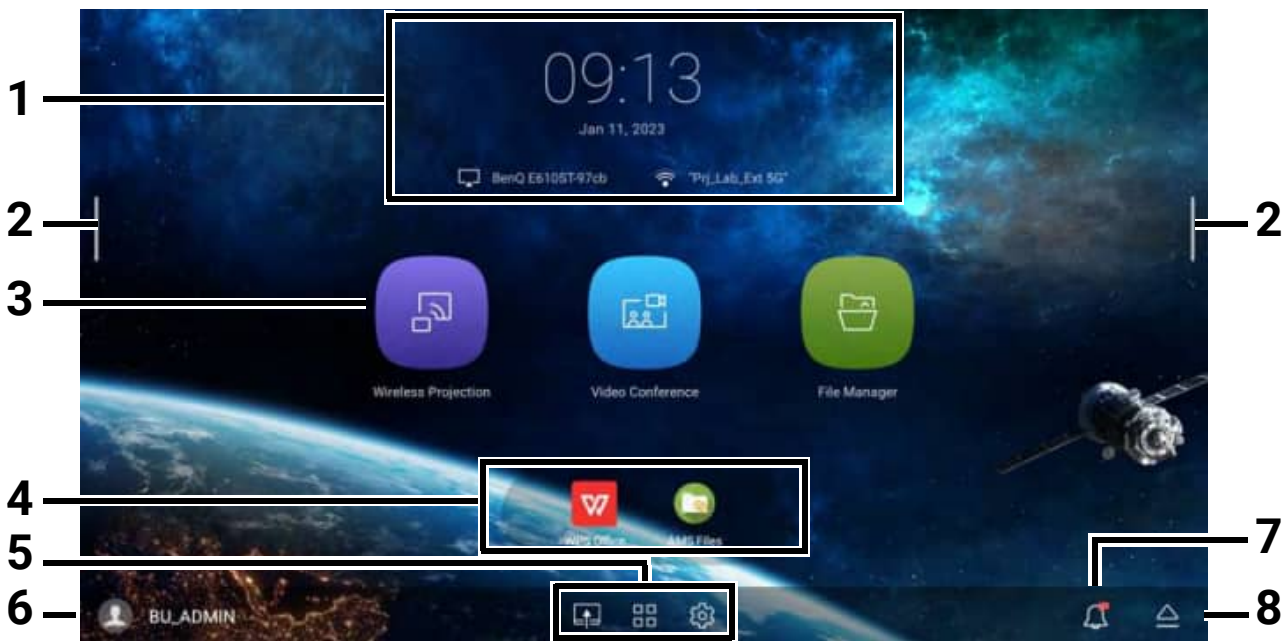 1
09:13
Jan 11, 2023
BenQ E610ST-97cb "Prj_Lab_Ext 5G"
2 2
3
Wireless Projection Video Conference File Manager
4
WPS Office AMS Files
5
7
6
BU_ADMIN
8